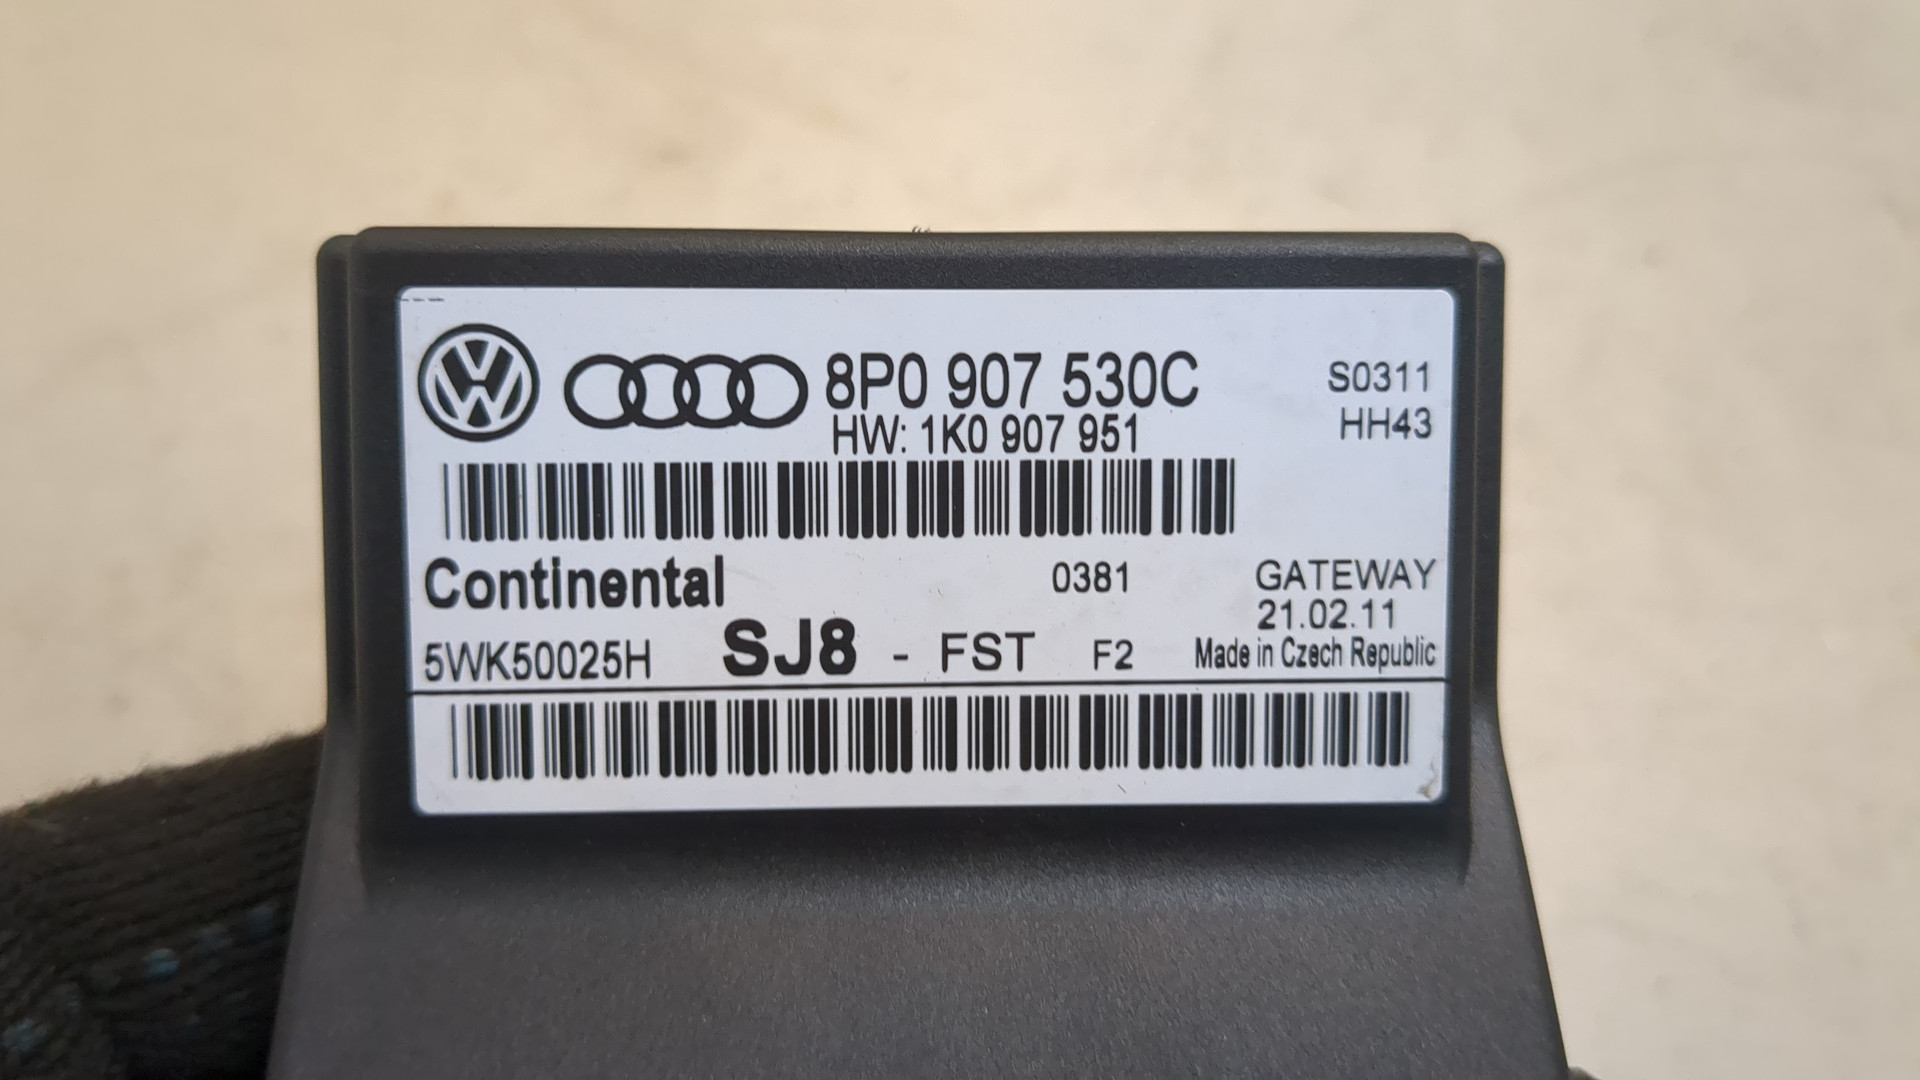 8P0 907 530C
HW: 1K0 907 951
S0311
HH43
Continental
0381
GATEWAY
21.02.11
5WK50025H SJ8 - FST F2 Made in Czech Republic